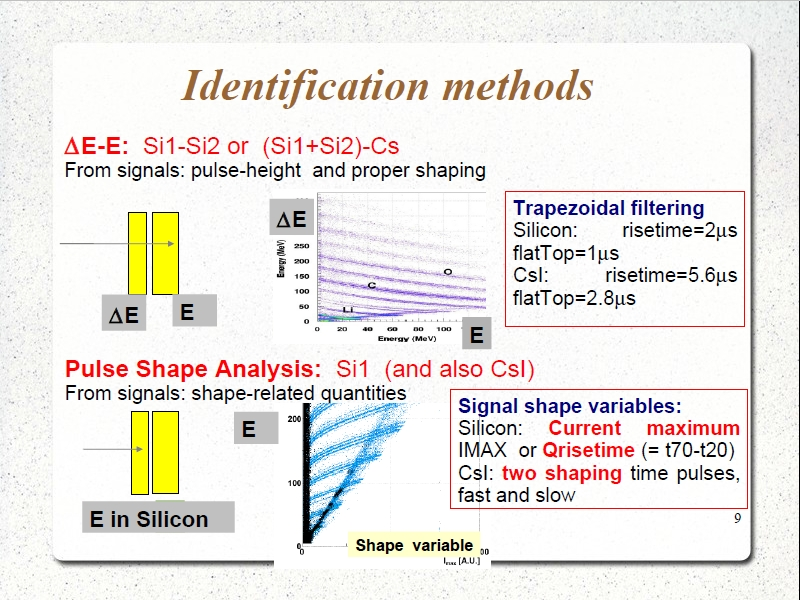 Identification methods
ΔE-E: Si1-Si2 or (Si1+Si2)-Cs
From signals: pulse-height and proper shaping
ΔE
Energy (MeV)
250
200
150
100
50
0
O
C
Li
0 20 40 60 80 100
Energy (MeV)
E
ΔE
E
Trapezoidal filtering
Silicon: risetime=2μs
flatTop=1μs
CsI: risetime=5.6μs
flatTop=2.8μs
Pulse Shape Analysis: Si1 (and also CsI)
From signals: shape-related quantities
E
200
100
0
0
E in Silicon
Shape variable
Imax [A.U.]
Signal shape variables:
Silicon: Current maximum
IMAX or Qrisetime (= t70-t20)
CsI: two shaping time pulses,
fast and slow
9